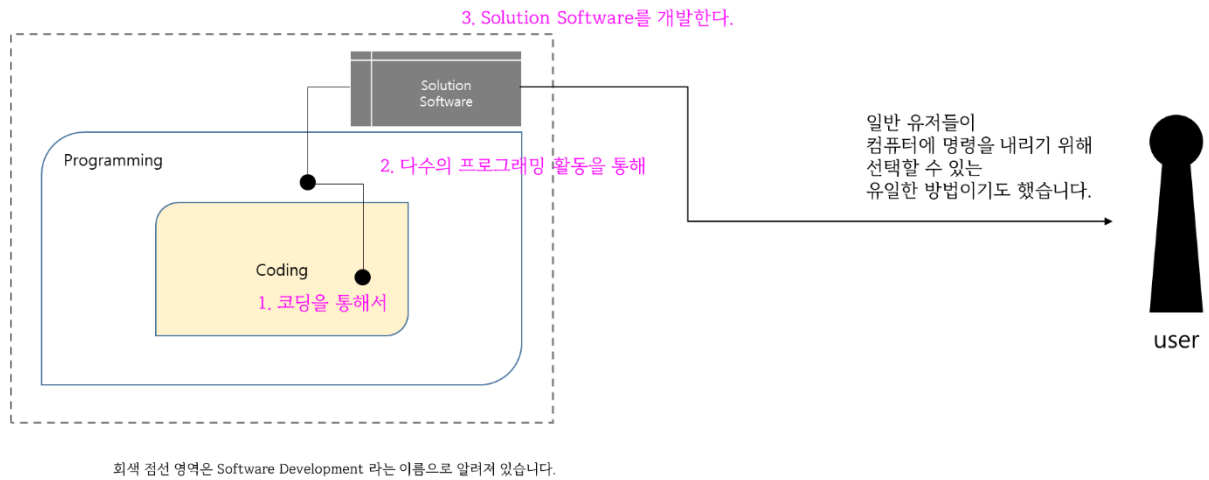 3. Solution Software를 개발한다.
Solution
Software
Programming
2. 다수의 프로그래밍 활동을 통해
Coding
1. 코딩을 통해서
일반 유저들이
컴퓨터에 명령을 내리기 위해
선택할 수 있는
유일한 방법이기도 했습니다.
user
회색 점선 영역은 Software Development 라는 이름으로 알려져 있습니다.